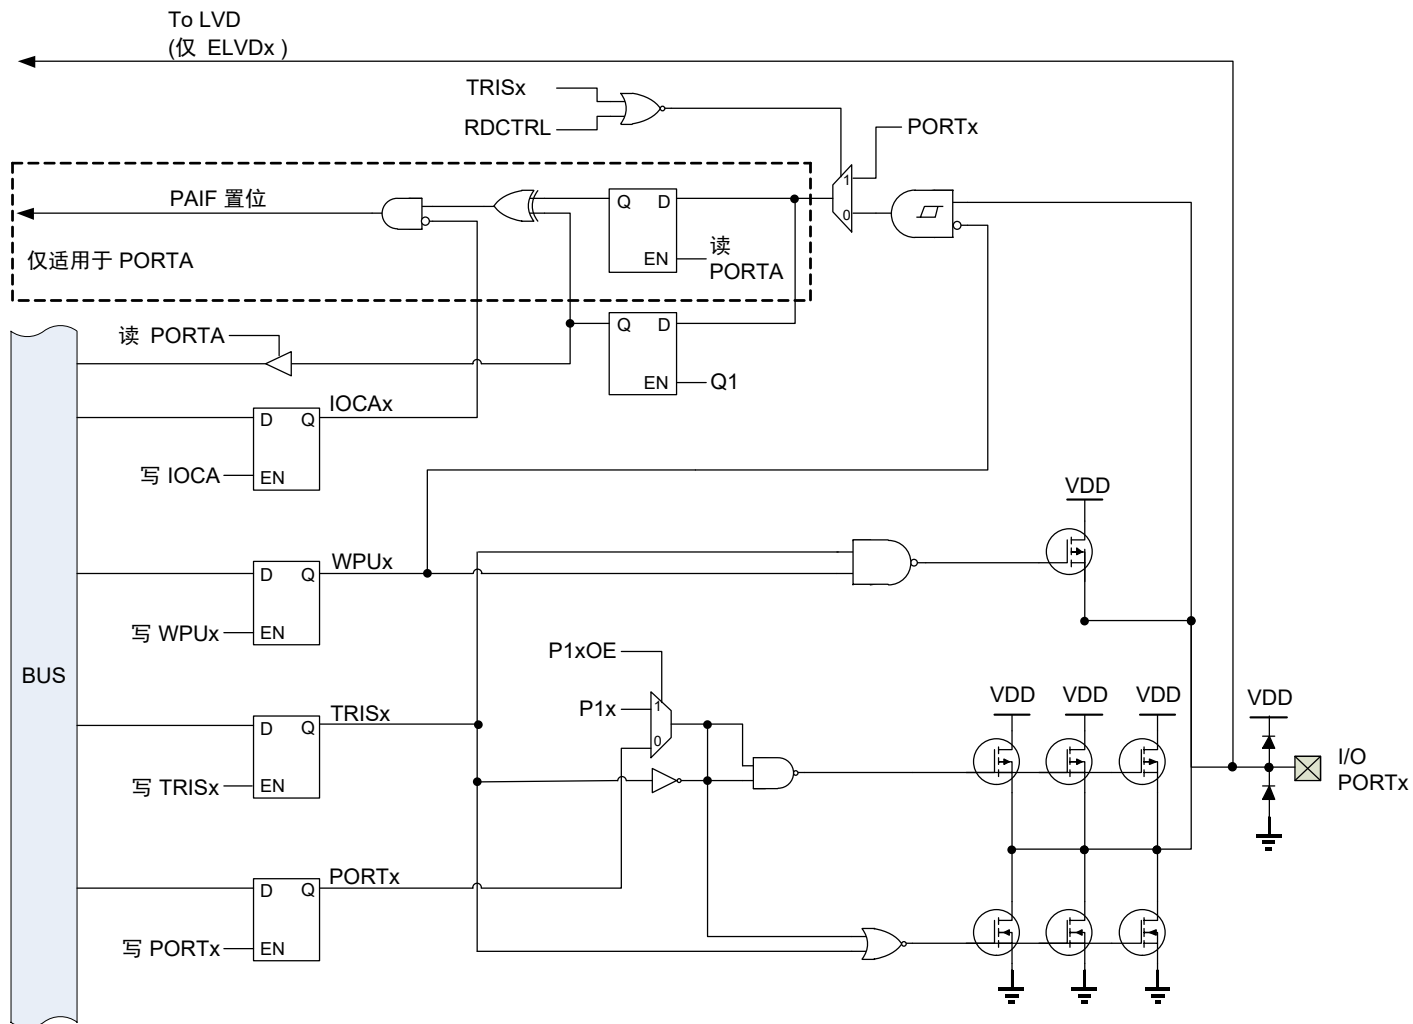 To LVD
(仅 ELVDx )
TRISx
RDCTRL
PORTx
1
0
PAIF 置位
Q D
EN
读
PORTA
仅适用于 PORTA
读 PORTA
Q D
EN
Q1
D Q
IOCAx
写 IOCA
EN
VDD
D Q
WPUx
写 WPUx
EN
BUS
P1xOE
P1x
1
0
D Q
TRISx
写 TRISx
EN
VDD
VDD
VDD
VDD
I/O
PORTx
D Q
PORTx
写 PORTx
EN